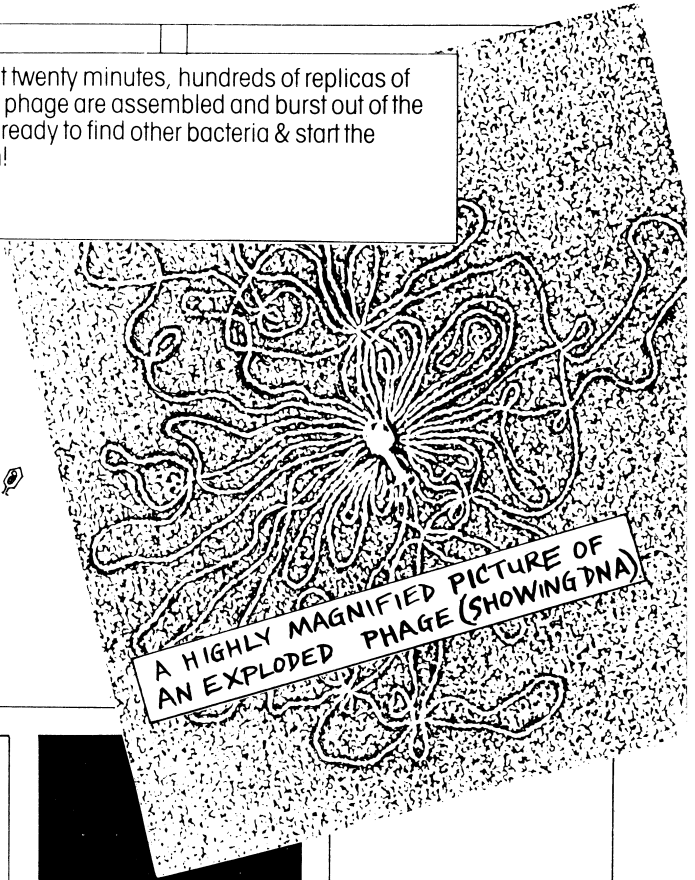 t twenty minutes, hundreds of replicas of
phage are assembled and burst out of the
ready to find other bacteria & start the
!
A HIGHLY MAGNIFIED PICTURE OF
AN EXPLODED PHAGE (SHOWING DNA)